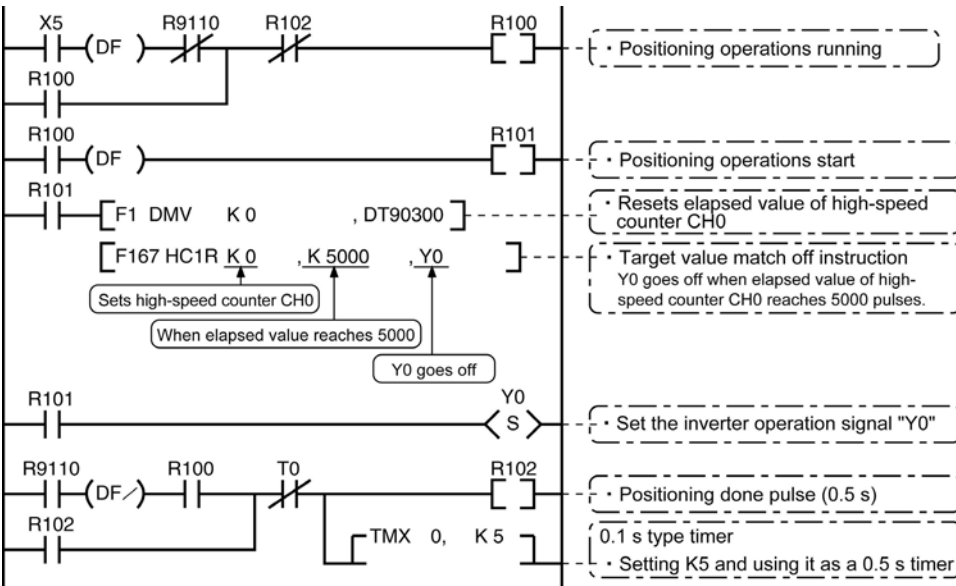 X5 R9110 R102 R100
(DF) · Positioning operations running
R100
R100 R101
(DF) · Positioning operations start
R101
F1 DMV K 0 , DT90300 · Resets elapsed value of high-speed
counter CH0
F167 HC1R K 0 , K 5000 , Y0 · Target value match off instruction
Y0 goes off when elapsed value of high-
speed counter CH0 reaches 5000 pulses.
Sets high-speed counter CH0
When elapsed value reaches 5000
Y0 goes off
R101 Y0
S · Set the inverter operation signal "Y0"
R9110 R100 T0 R102
(DF/) · Positioning done pulse (0.5 s)
R102
TMX 0, K 5 0.1 s type timer
· Setting K5 and using it as a 0.5 s timer